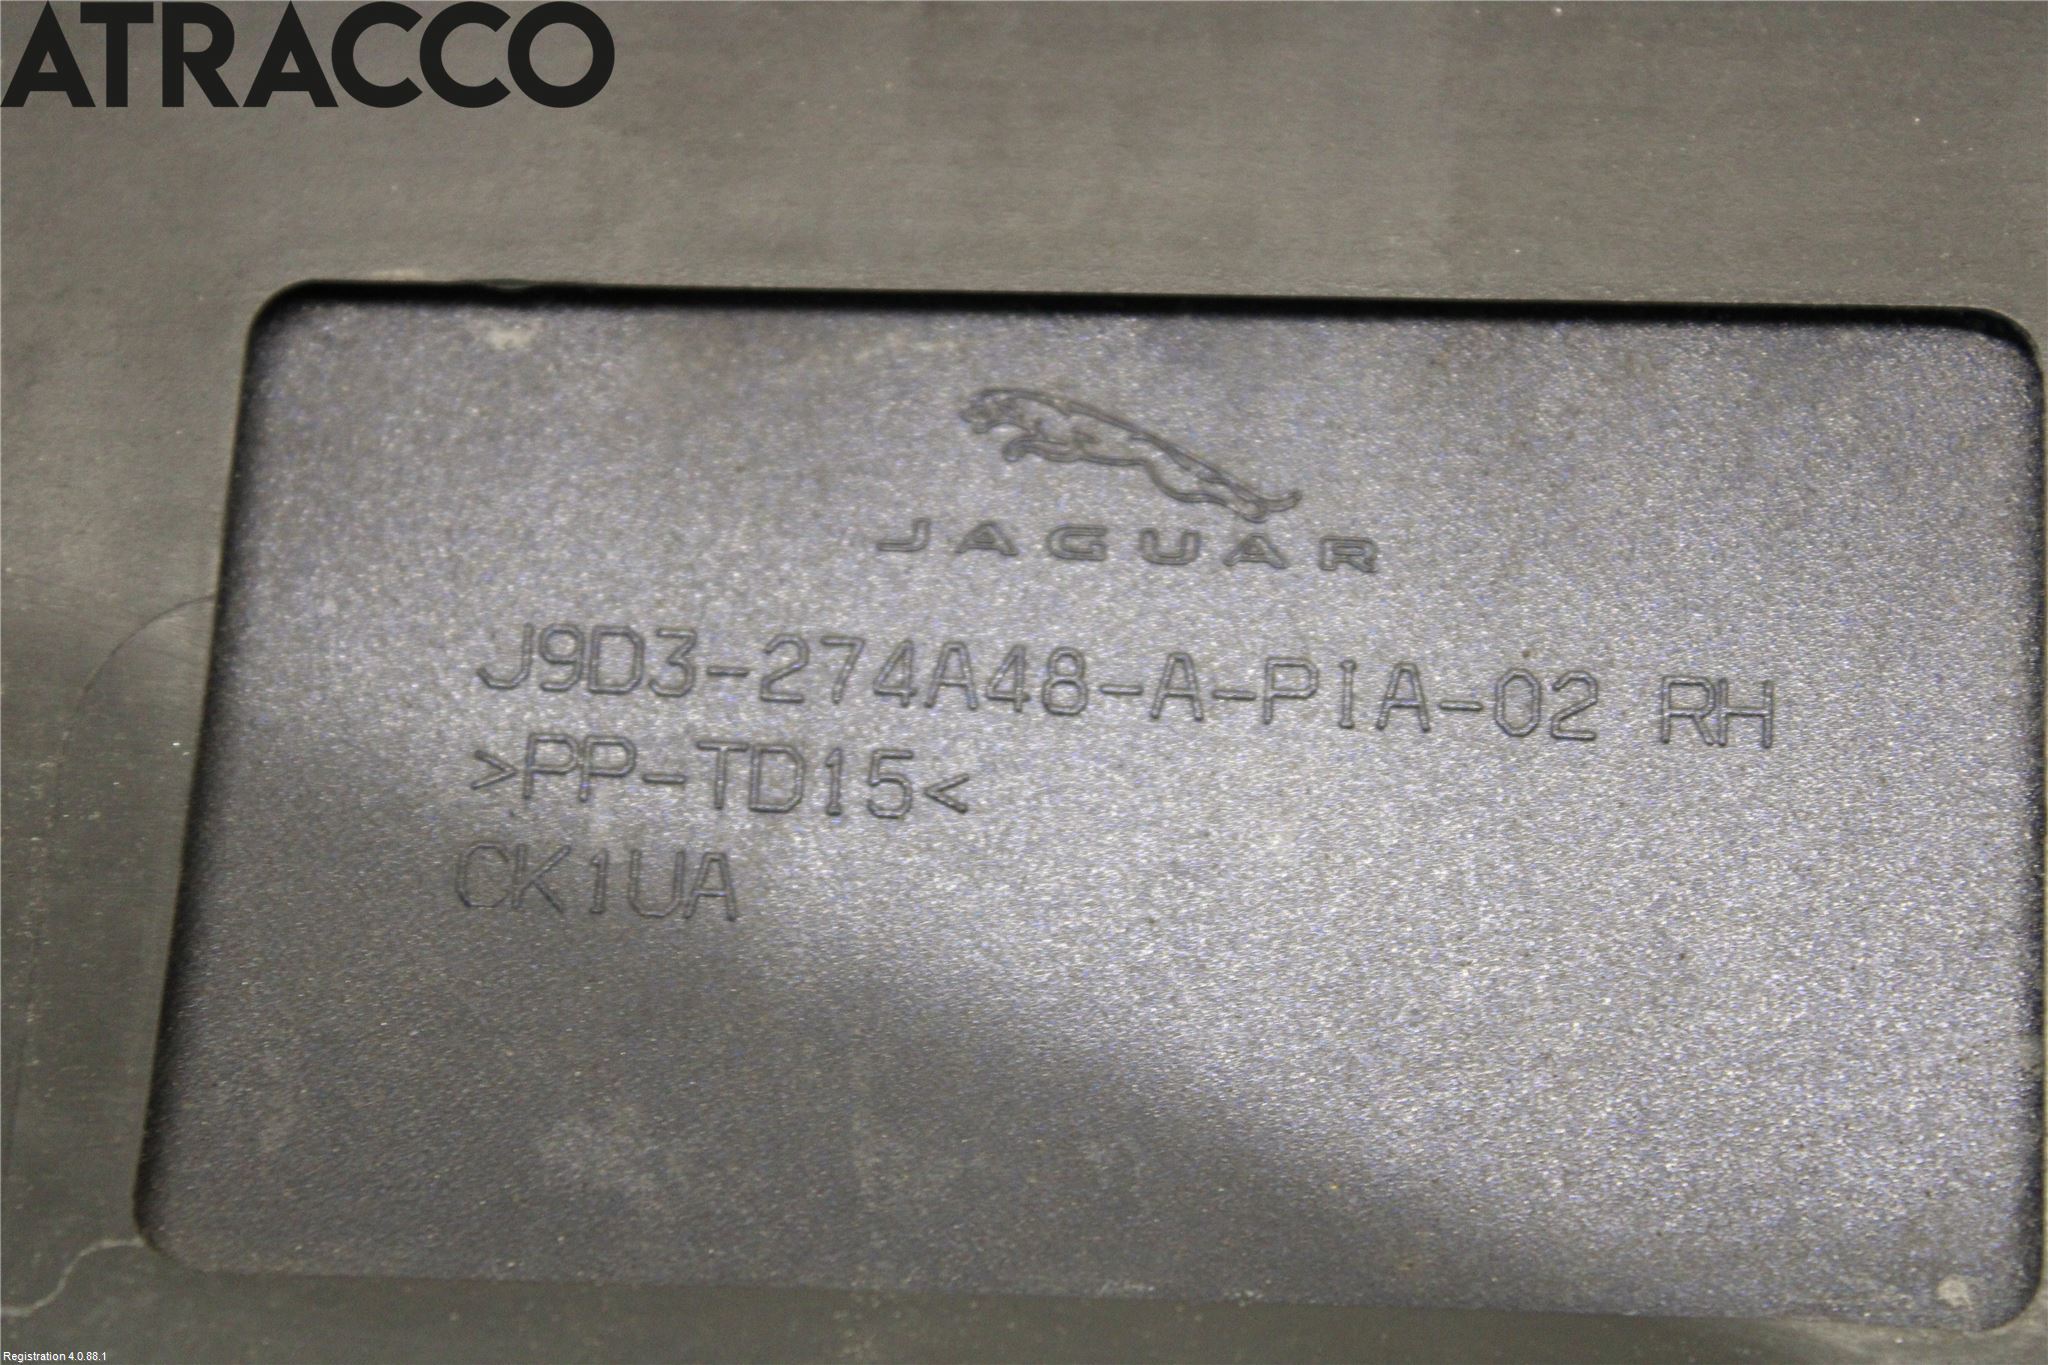 ATRACCO
JAGUAR
J9D3-274A48-A-PIA-02 RH
>PP-TD15<
CK1UA
Registration 4.0.88.1